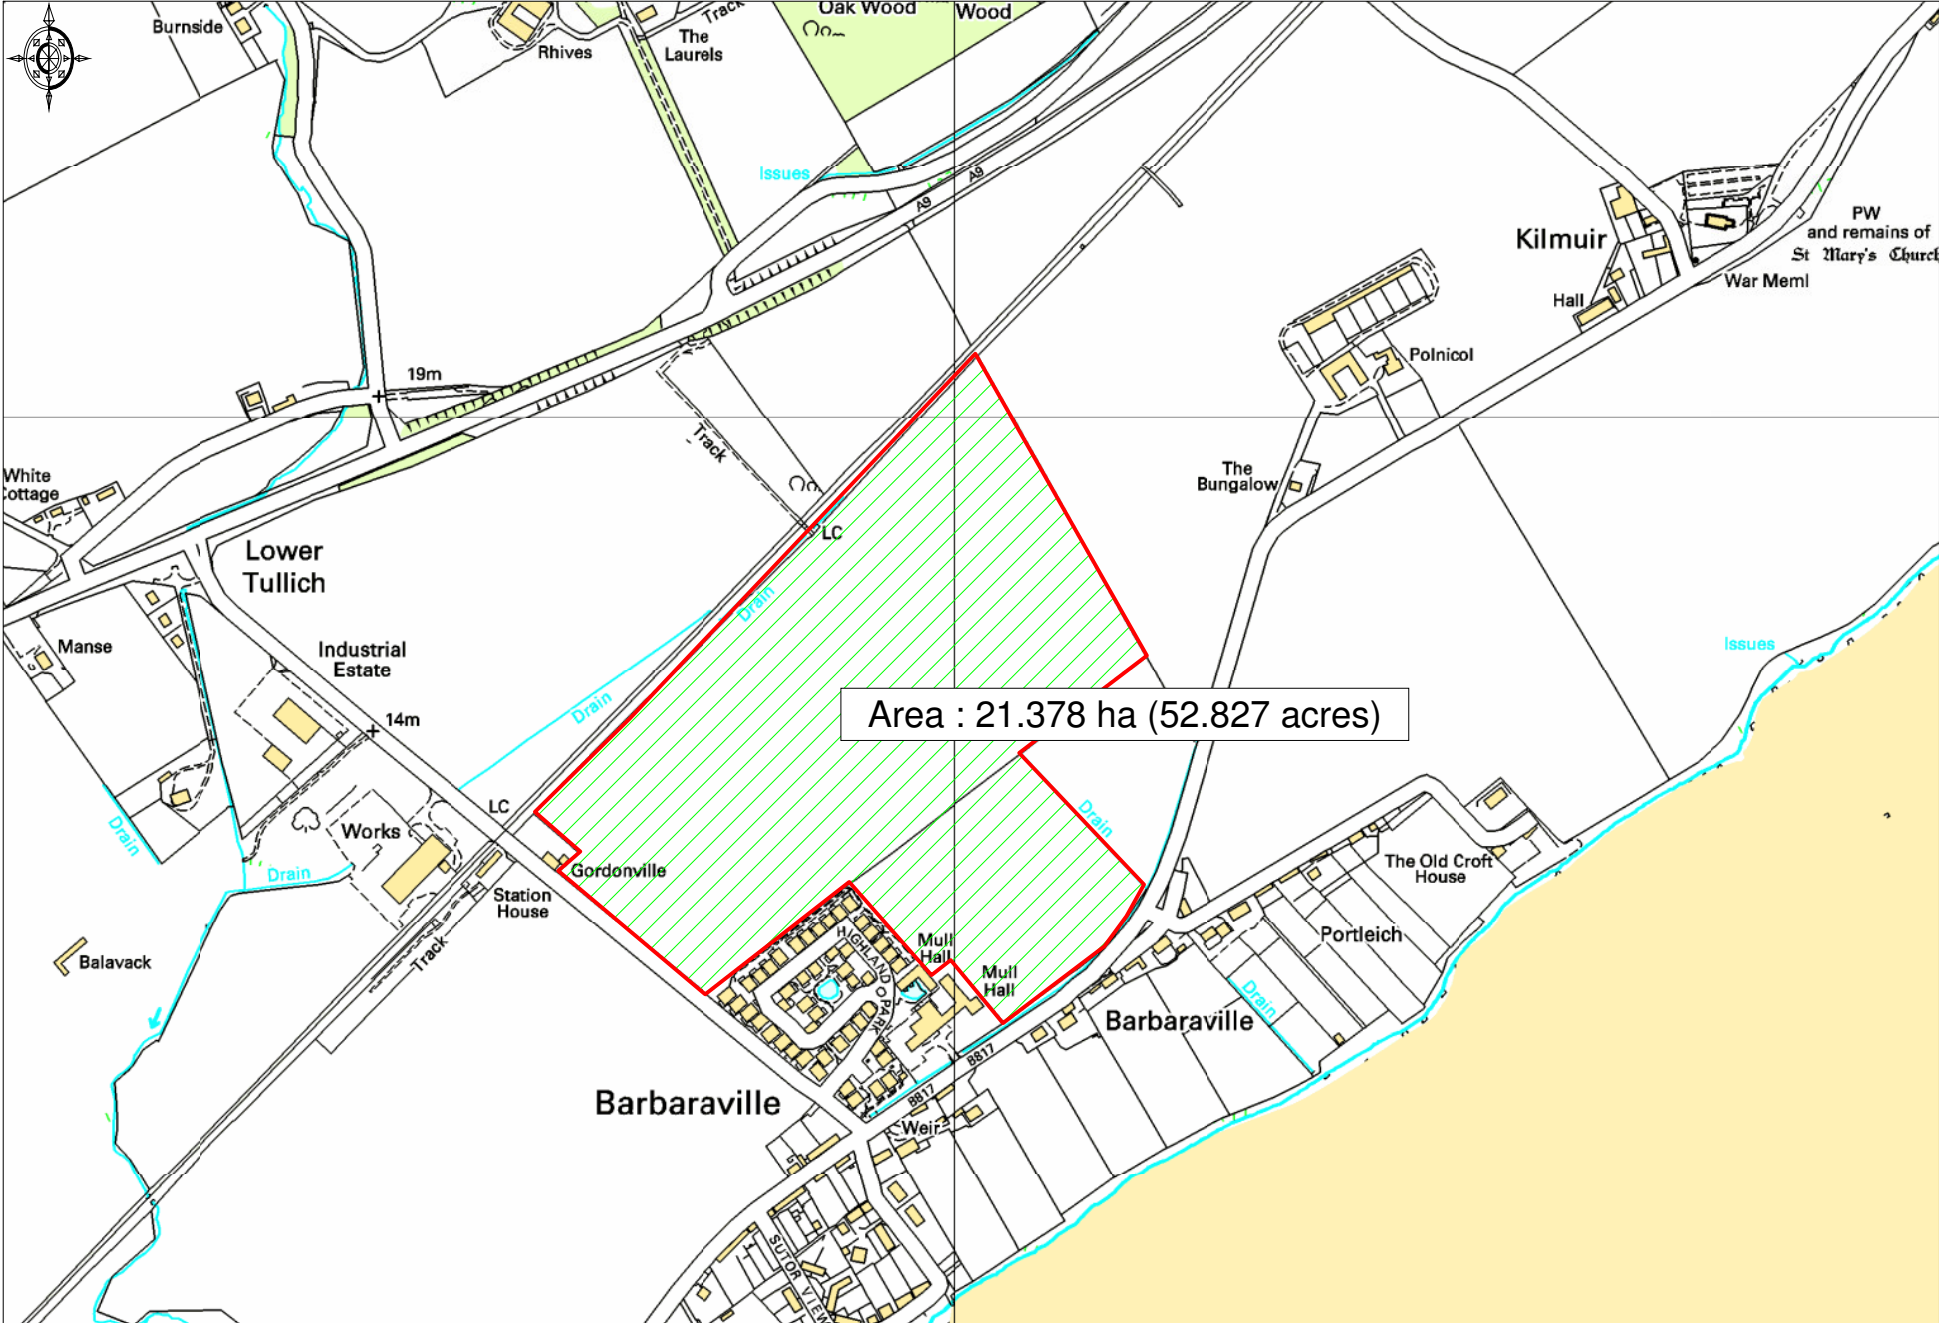 Burnside
Rhives
The
Laurels
Track
Oak Wood
Wood
Issues
A9
A9
Kilmuir
PW
and remains of
St Mary's Church
War Meml
Hall
Polnicol
19m
Track
LC
The
Bungalow
White
Cottage
Lower
Tullich
Manse
Industrial
Estate
14m
Drain
Drain
Issues
Area : 21.378 ha (52.827 acres)
LC
Works
Drain
Drain
Gordonville
Station
House
Drain
The Old Croft
House
Portleich
Balavack
Track
HIGHLAND PARK
Mull
Hall
Mull
Hall
Drain
Barbaraville
B817
B817
Barbaraville
Weir
SUTOR VIEW